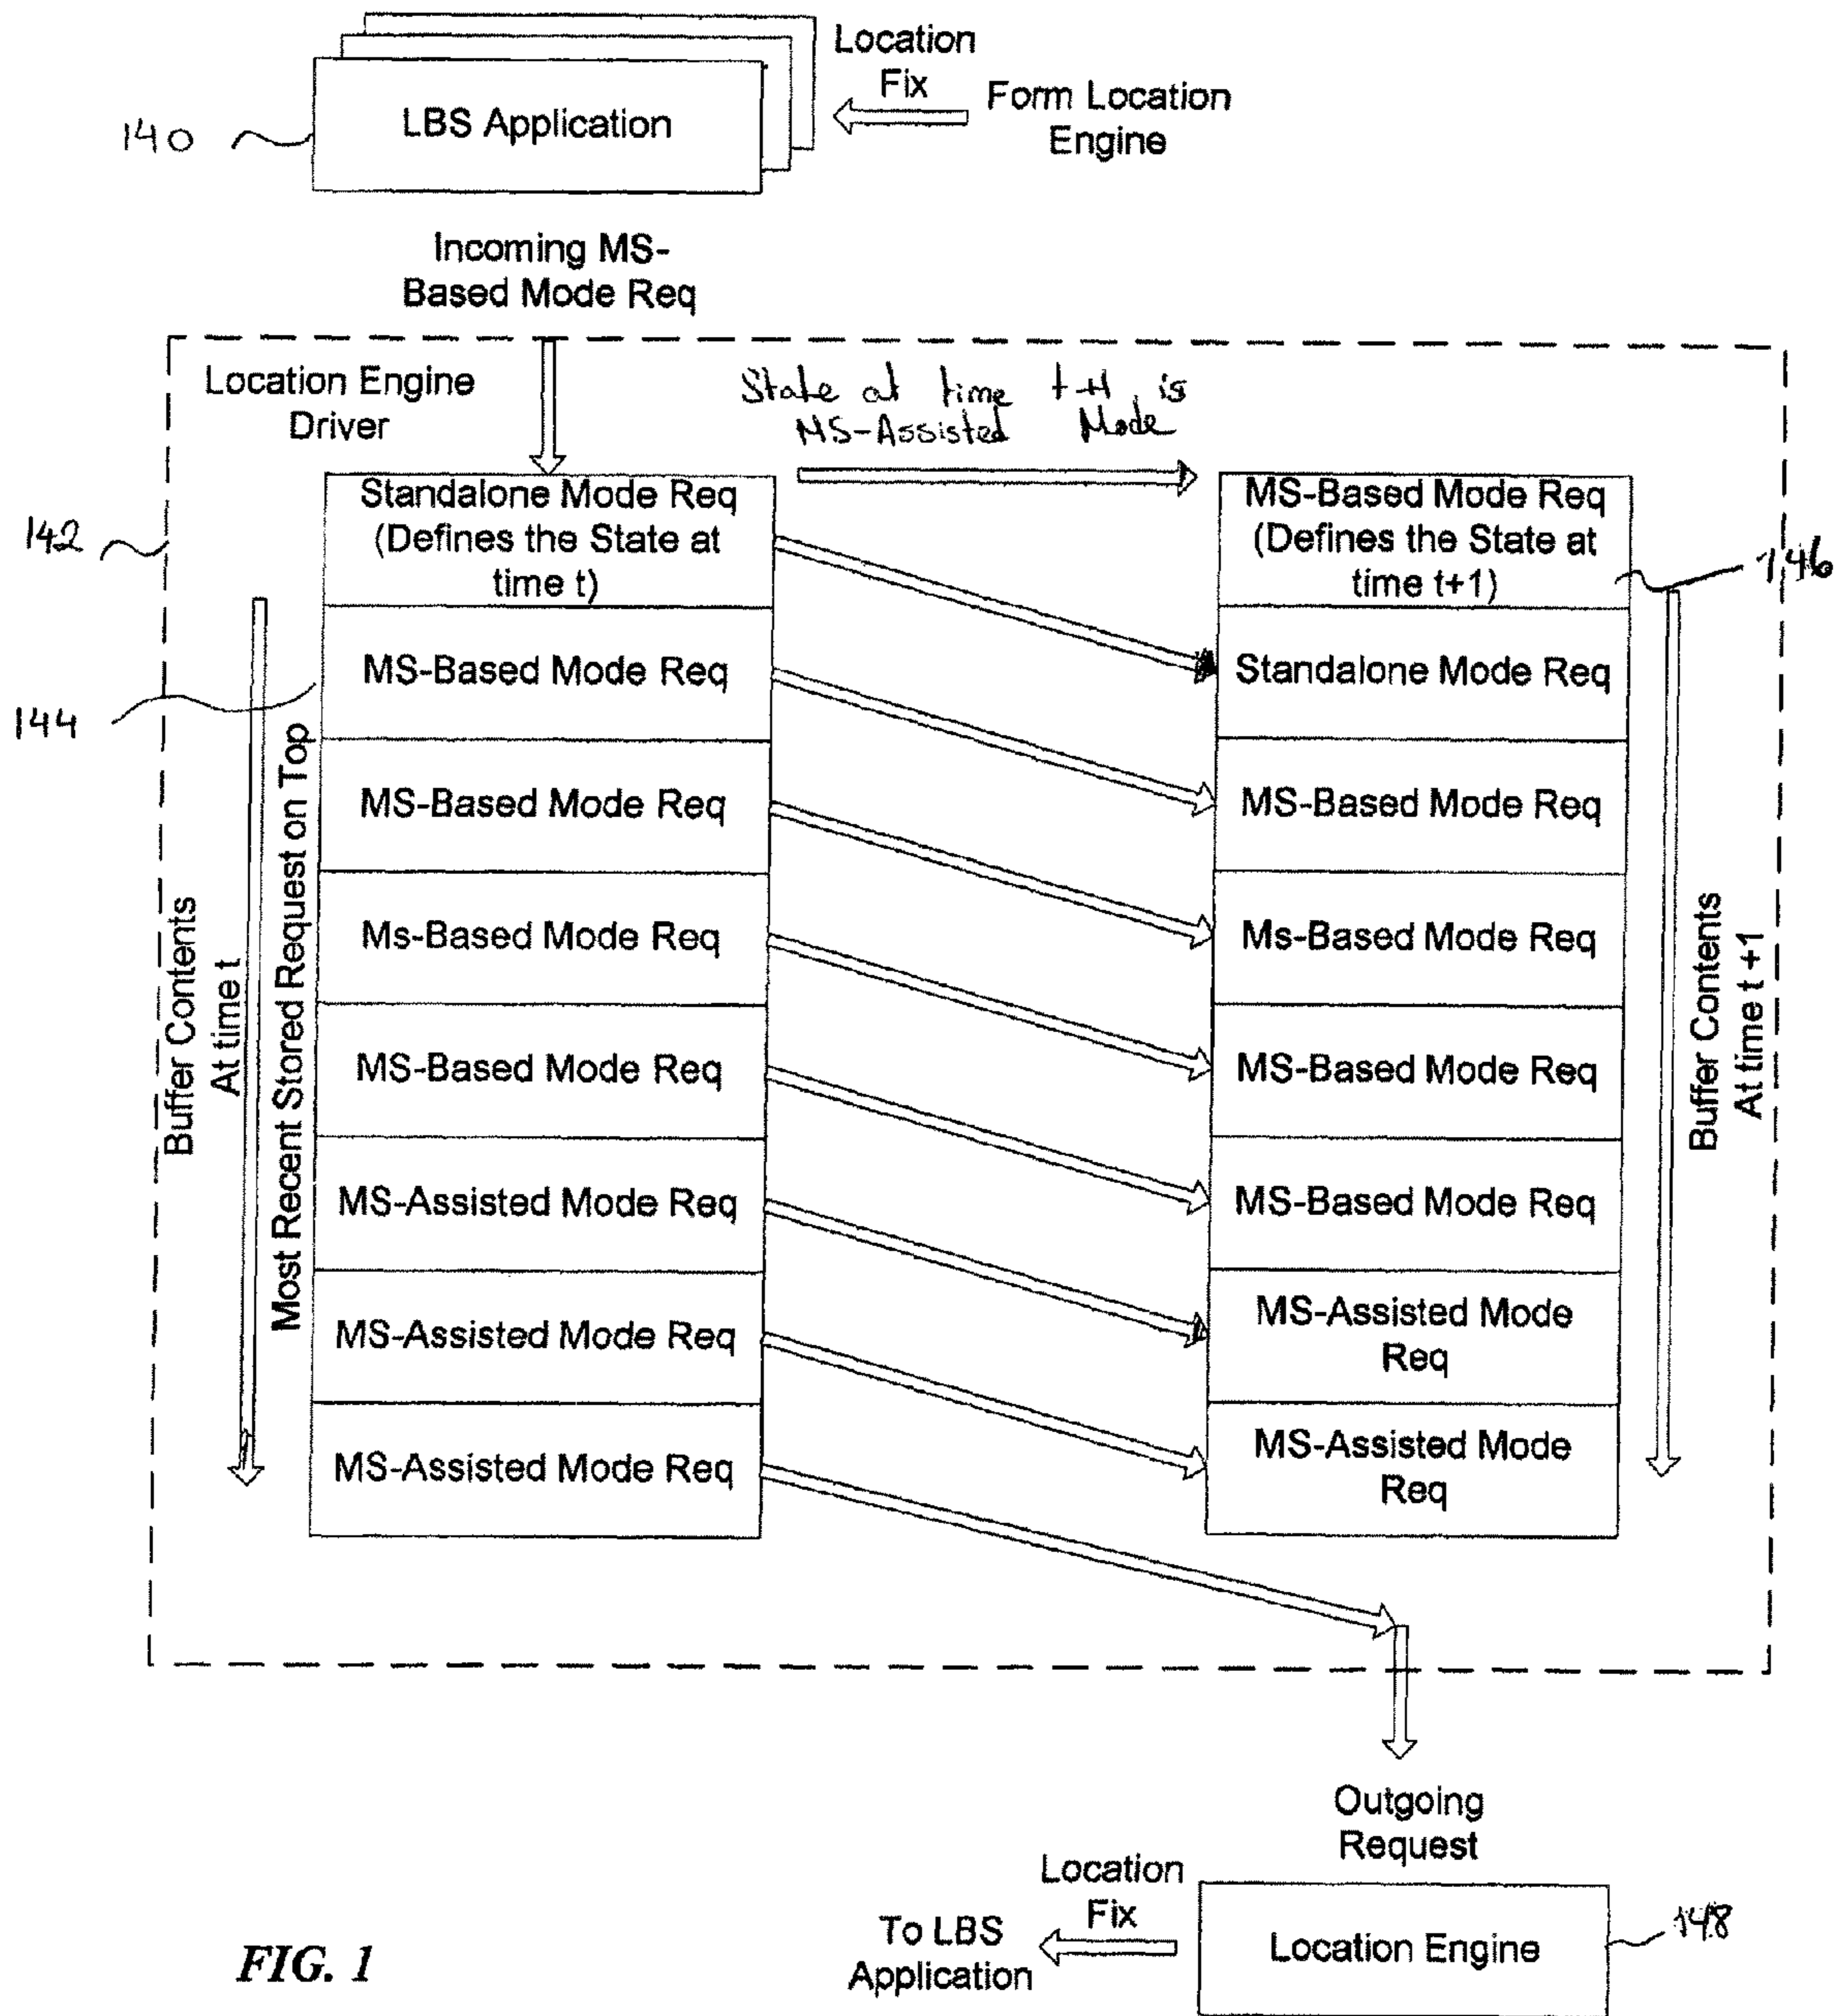 Location
Fix
Form Location
Engine
LBS Application
140
Incoming MS-
Based Mode Req
Location Engine
Driver
State at time t+1 is
MS-Assisted Mode
142
Standalone Mode Req
(Defines the State at
time t)
MS-Based Mode Req
(Defines the State at
time t+1)
146
144
MS-Based Mode Req
Standalone Mode Req
MS-Based Mode Req
MS-Based Mode Req
Ms-Based Mode Req
Ms-Based Mode Req
MS-Based Mode Req
MS-Based Mode Req
MS-Assisted Mode Req
MS-Based Mode Req
MS-Assisted Mode Req
MS-Assisted Mode
Req
MS-Assisted Mode Req
MS-Assisted Mode
Req
Buffer Contents
At time t
Most Recent Stored Request on Top
Buffer Contents
At time t +1
Outgoing
Request
Location
Fix
To LBS
Application
Location Engine
148
FIG. 1